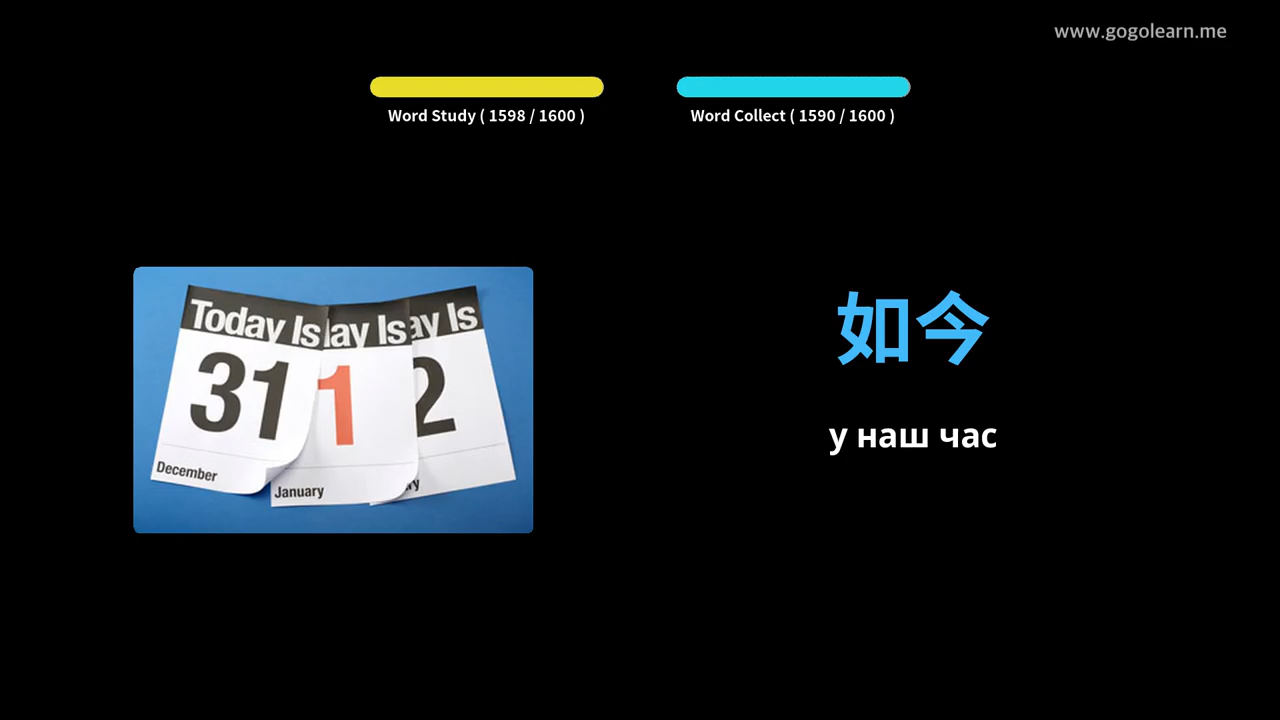 www.gogolearn.me
Word Study ( 1598 / 1600 )
Word Collect ( 1590 / 1600 )
Today Is
ay Is
ay Is
31
1
2
December
January
ry
如今
у наш час